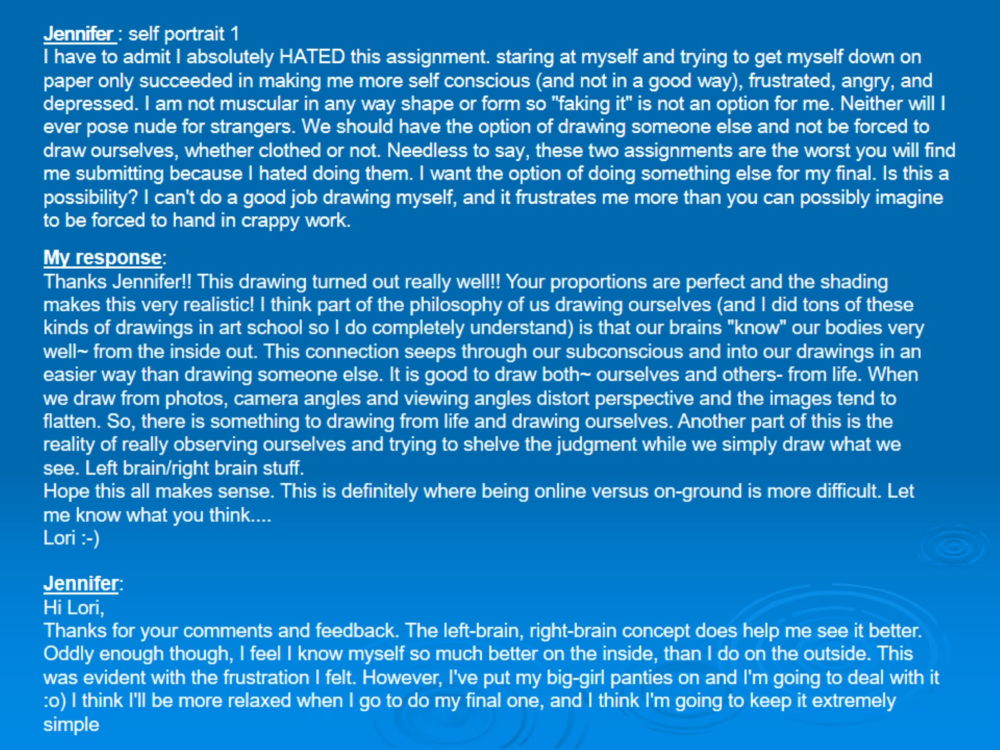 Jennifer : self portrait 1
I have to admit I absolutely HATED this assignment. staring at myself and trying to get myself down on
paper only succeeded in making me more self conscious (and not in a good way), frustrated, angry, and
depressed. I am not muscular in any way shape or form so "faking it" is not an option for me. Neither will I
ever pose nude for strangers. We should have the option of drawing someone else and not be forced to
draw ourselves, whether clothed or not. Needless to say, these two assignments are the worst you will find
me submitting because I hated doing them. I want the option of doing something else for my final. Is this a
possibility? I can't do a good job drawing myself, and it frustrates me more than you can possibly imagine
to be forced to hand in crappy work.
My response:
Thanks Jennifer!! This drawing turned out really well!! Your proportions are perfect and the shading
makes this very realistic! I think part of the philosophy of us drawing ourselves (and I did tons of these
kinds of drawings in art school so I do completely understand) is that our brains "know" our bodies very
well~ from the inside out. This connection seeps through our subconscious and into our drawings in an
easier way than drawing someone else. It is good to draw both~ ourselves and others- from life. When
we draw from photos, camera angles and viewing angles distort perspective and the images tend to
flatten. So, there is something to drawing from life and drawing ourselves. Another part of this is the
reality of really observing ourselves and trying to shelve the judgment while we simply draw what we
see. Left brain/right brain stuff.
Hope this all makes sense. This is definitely where being online versus on-ground is more difficult. Let
me know what you think....
Lori :-)
Jennifer:
Hi Lori,
Thanks for your comments and feedback. The left-brain, right-brain concept does help me see it better.
Oddly enough though, I feel I know myself so much better on the inside, than I do on the outside. This
was evident with the frustration I felt. However, I've put my big-girl panties on and I'm going to deal with it
:o) I think I'll be more relaxed when I go to do my final one, and I think I'm going to keep it extremely
simple